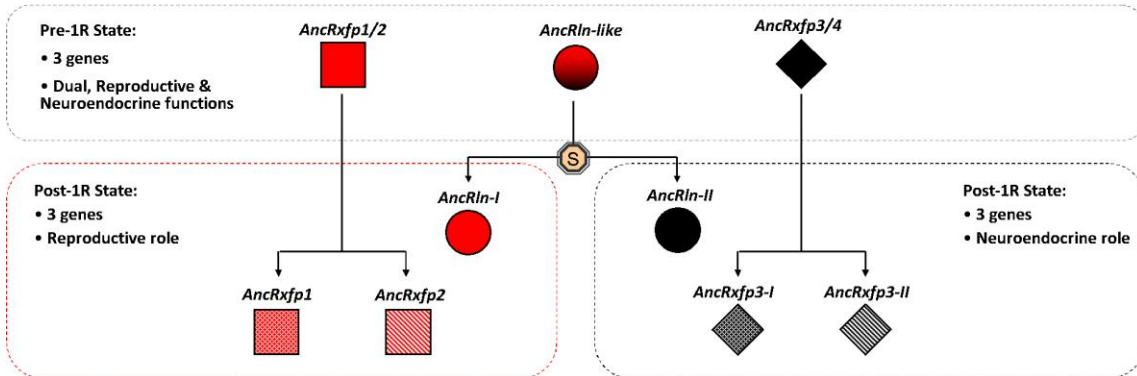 Pre-1R State:
• 3 genes
• Dual, Reproductive &
Neuroendocrine functions
AncRxfp1/2
AncRln-like
AncRxfp3/4
S
Post-1R State:
• 3 genes
• Reproductive role
AncRln-I
AncRln-II
Post-1R State:
• 3 genes
• Neuroendocrine role
AncRxfp1
AncRxfp2
AncRxfp3-I
AncRxfp3-II